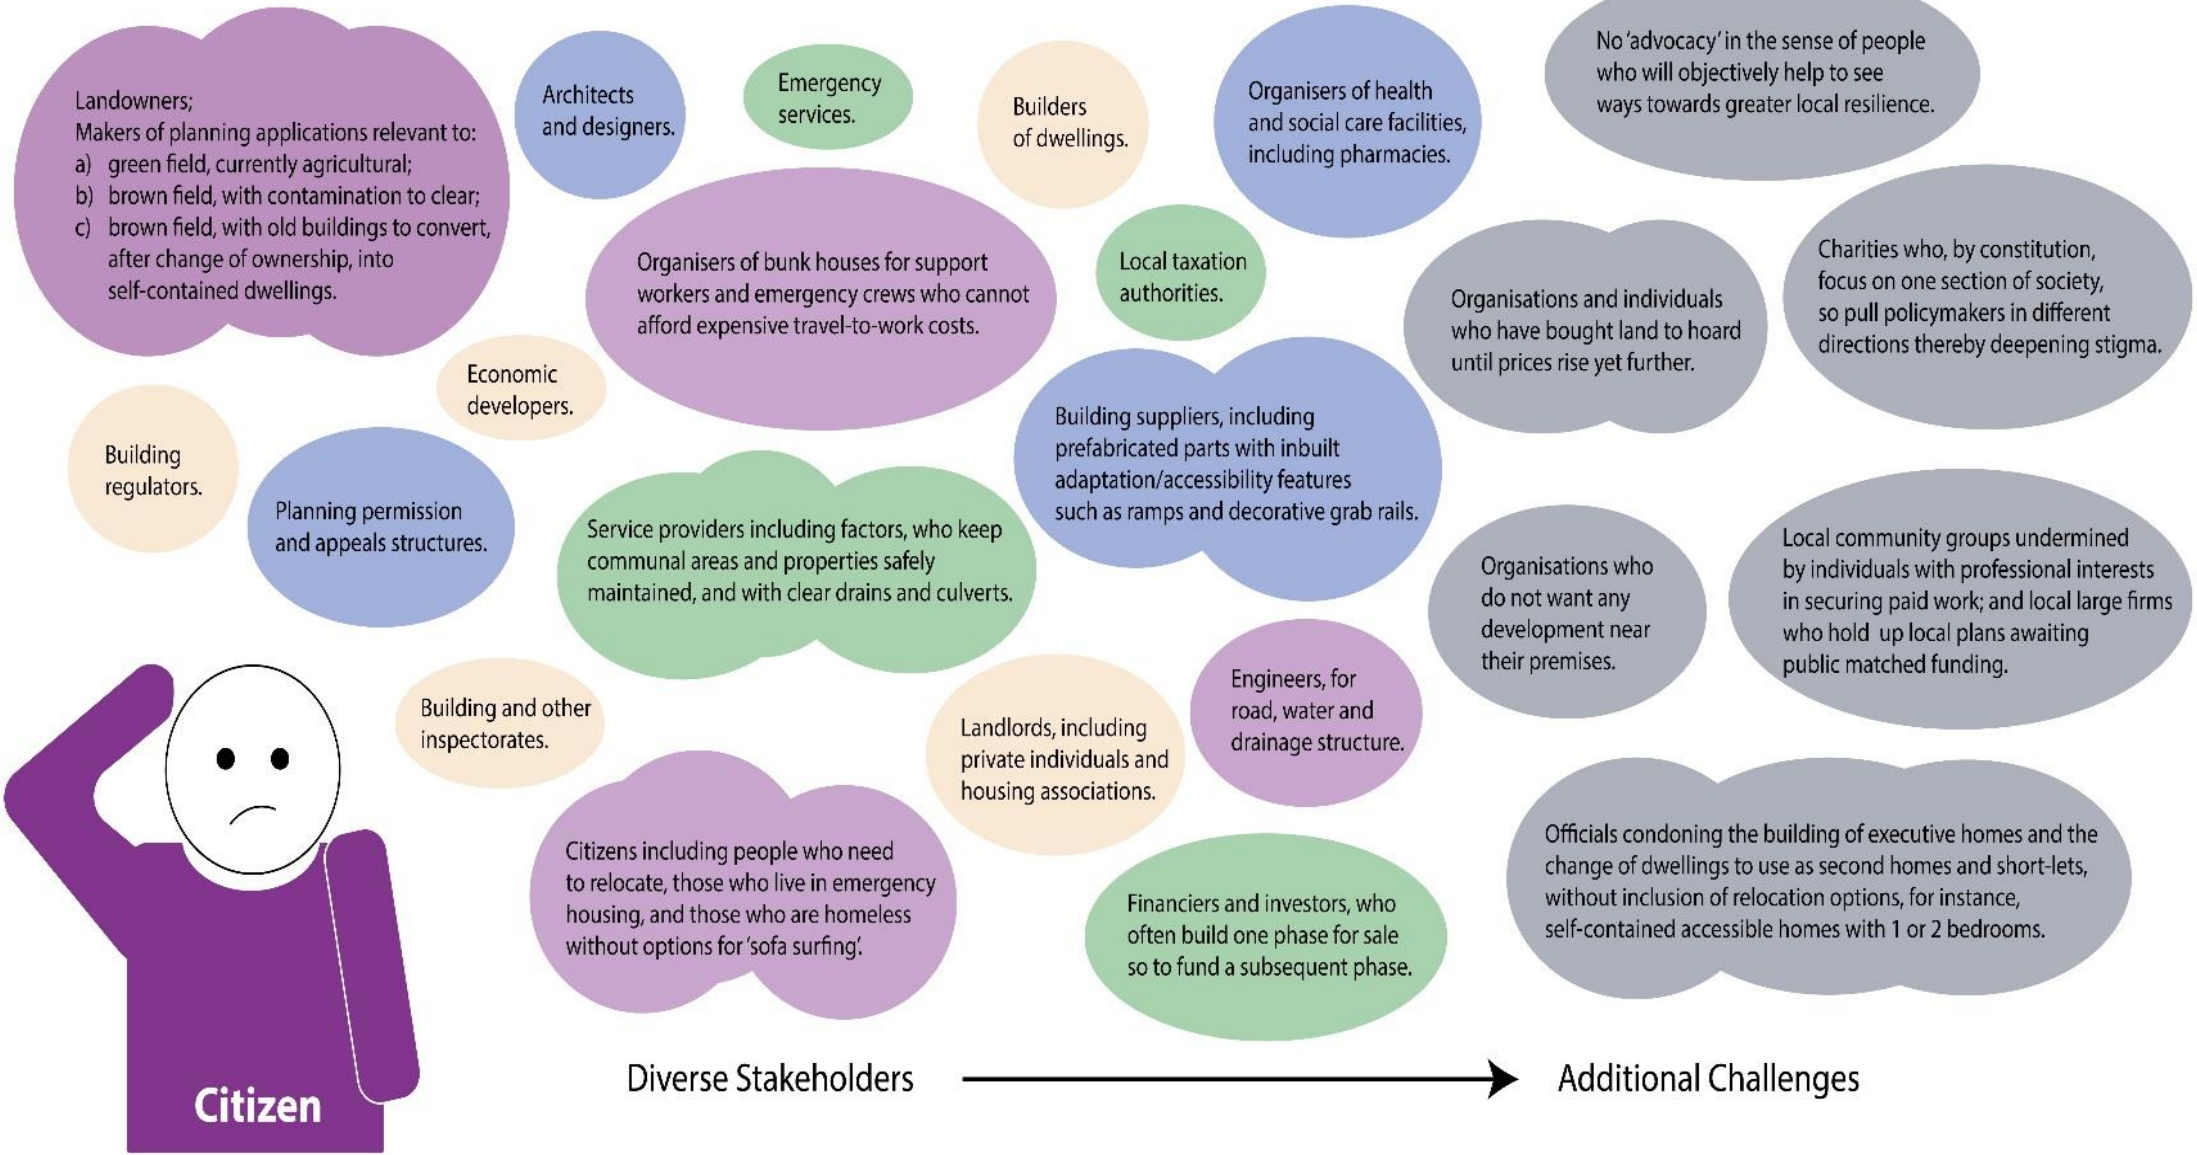 Landowners;
Makers of planning applications relevant to:
a) green field, currently agricultural;
b) brown field, with contamination to clear;
c) brown field, with old buildings to convert,
after change of ownership, into
self-contained dwellings.
Architects
and designers.
Emergency
services.
Builders
of dwellings.
Organisers of health
and social care facilities,
including pharmacies.
No 'advocacy' in the sense of people
who will objectively help to see
ways towards greater local resilience.
Organisers of bunk houses for support
workers and emergency crews who cannot
afford expensive travel-to-work costs.
Local taxation
authorities.
Organisations and individuals
who have bought land to hoard
until prices rise yet further.
Charities who, by constitution,
focus on one section of society,
so pull policymakers in different
directions thereby deepening stigma.
Economic
developers.
Building
regulators.
Planning permission
and appeals structures.
Building suppliers, including
prefabricated parts with inbuilt
adaptation/accessibility features
such as ramps and decorative grab rails.
Service providers including factors, who keep
communal areas and properties safely
maintained, and with clear drains and culverts.
Organisations who
do not want any
development near
their premises.
Local community groups undermined
by individuals with professional interests
in securing paid work; and local large firms
who hold up local plans awaiting
public matched funding.
Building and other
inspectorates.
Landlords, including
private individuals and
housing associations.
Engineers, for
road, water and
drainage structure.
Citizens including people who need
to relocate, those who live in emergency
housing, and those who are homeless
without options for 'sofa surfing'.
Financiers and investors, who
often build one phase for sale
so to fund a subsequent phase.
Officials condoning the building of executive homes and the
change of dwellings to use as second homes and short-lets,
without inclusion of relocation options, for instance,
self-contained accessible homes with 1 or 2 bedrooms.
Citizen
Diverse Stakeholders
Additional Challenges